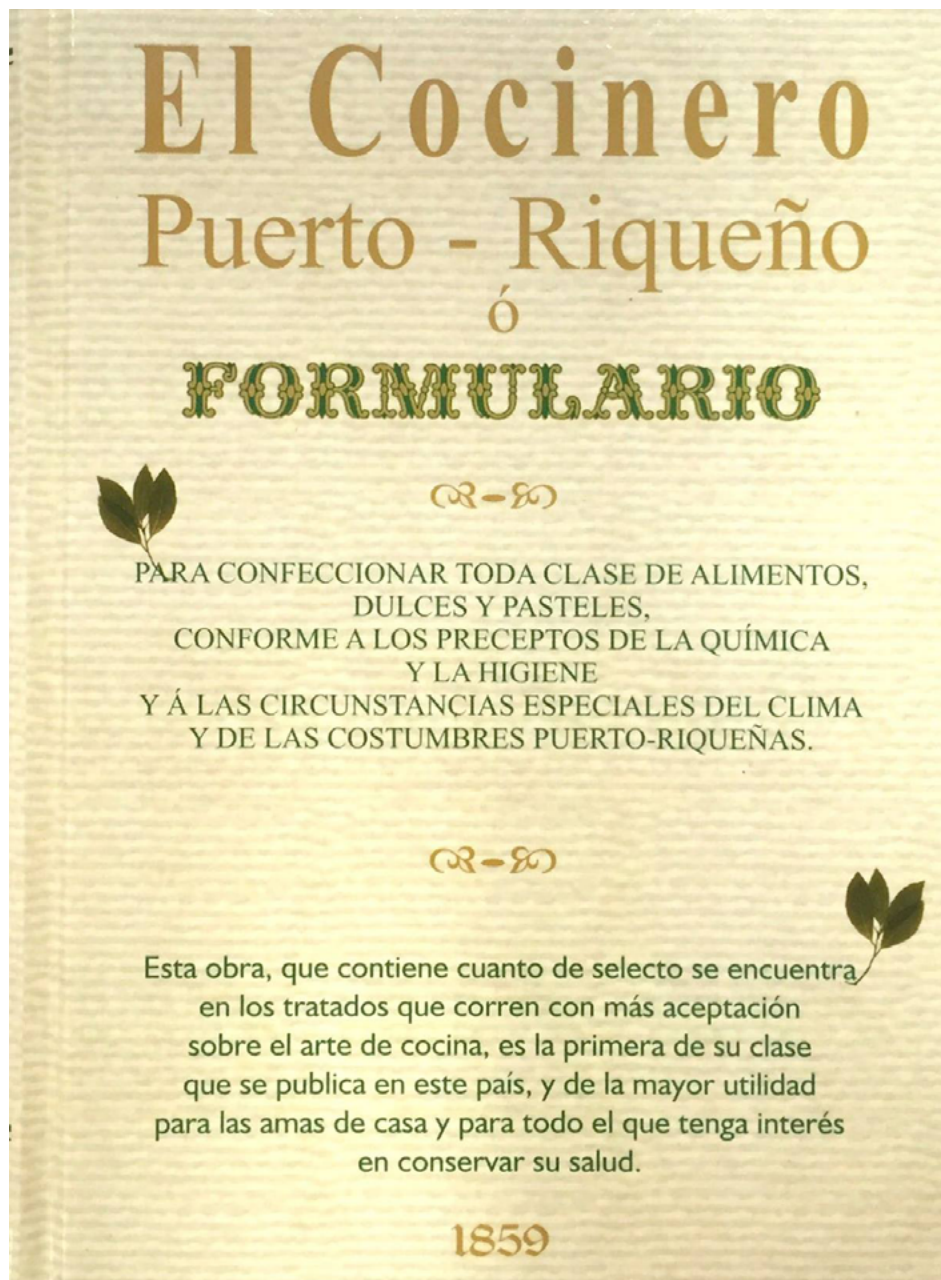 El Cocinero
Puerto - Riqueño
ó
FORMULARIO
PARA CONFECCIONAR TODA CLASE DE ALIMENTOS,
DULCES Y PASTELES,
CONFORME A LOS PRECEPTOS DE LA QUÍMICA
Y LA HIGIENE
Y Á LAS CIRCUNSTANCIAS ESPECIALES DEL CLIMA
Y DE LAS COSTUMBRES PUERTO-RIQUEÑAS.
Esta obra, que contiene cuanto de selecto se encuentra
en los tratados que corren con más aceptación
sobre el arte de cocina, es la primera de su clase
que se publica en este país, y de la mayor utilidad
para las amas de casa y para todo el que tenga interés
en conservar su salud.
1859